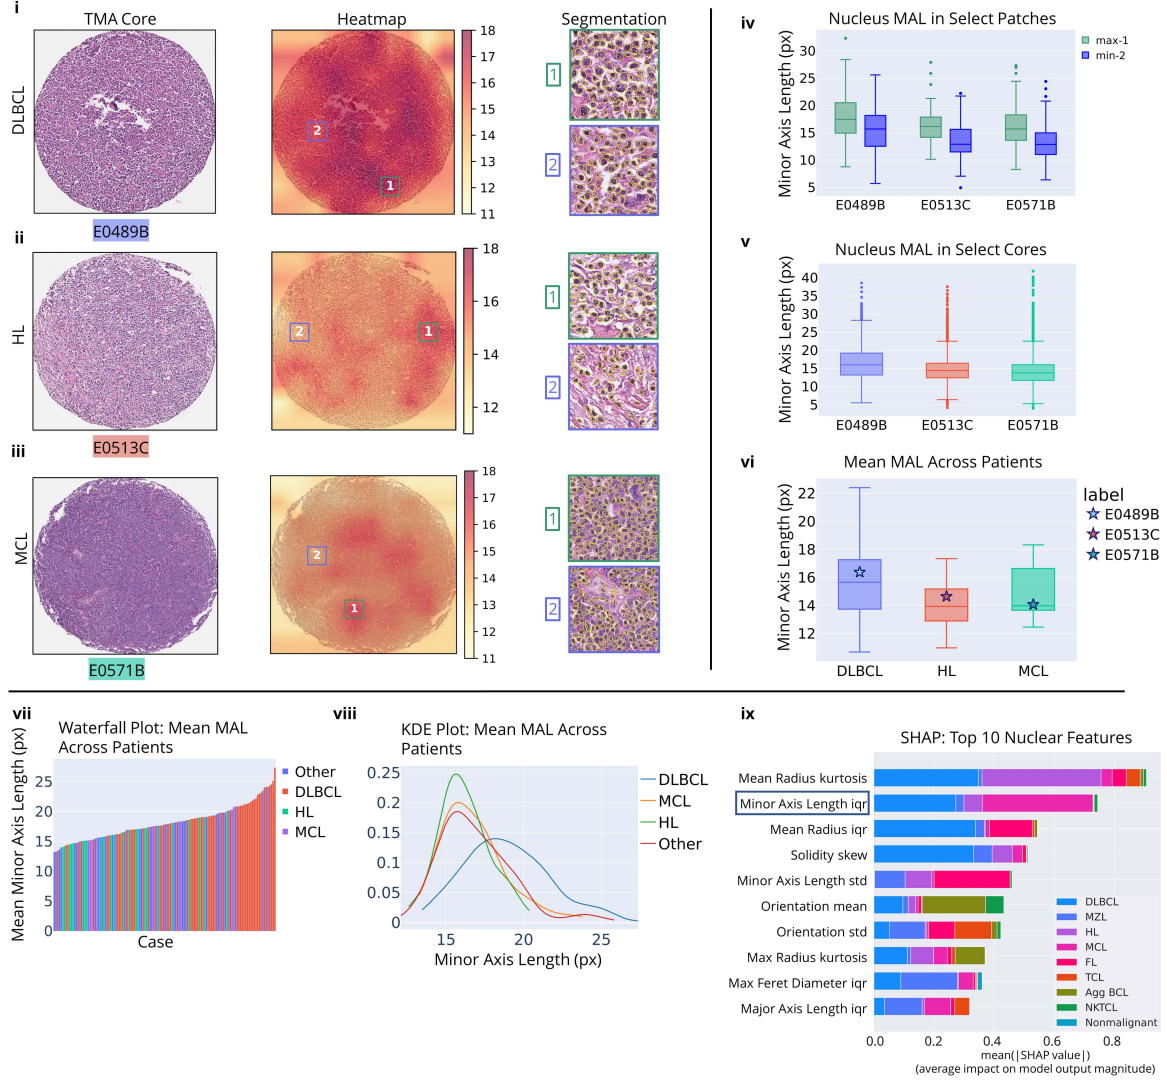 i
TMA Core
Heatmap
Segmentation
DLBCL
2
1
18
17
16
15
14
13
12
11
1
2
E0489B
ii
HL
2
1
18
16
14
12
1
2
E0513C
iii
MCL
2
1
18
17
16
15
14
13
12
11
1
2
E0571B
iv
Nucleus MAL in Select Patches
Minor Axis Length (px)
30
25
20
15
10
5
E0489B E0513C E0571B
max-1
min-2
v
Nucleus MAL in Select Cores
Minor Axis Length (px)
40
35
30
25
20
15
10
5
E0489B E0513C E0571B
vi
Mean MAL Across Patients
Minor Axis Length (px)
22
20
18
16
14
12
DLBCL HL MCL
label
E0489B
E0513C
E0571B
vii
Waterfall Plot: Mean MAL
Across Patients
Mean Minor Axis Length (px)
25
20
15
10
5
0
Case
Other
DLBCL
HL
MCL
viii
KDE Plot: Mean MAL Across
Patients
0.25
0.2
0.15
0.1
0.05
0
15 20 25
Minor Axis Length (px)
DLBCL
MCL
HL
Other
ix
SHAP: Top 10 Nuclear Features
Mean Radius kurtosis
Minor Axis Length iqr
Mean Radius iqr
Solidity skew
Minor Axis Length std
Orientation mean
Orientation std
Max Radius kurtosis
Max Feret Diameter iqr
Major Axis Length iqr
DLBCL
MZL
HL
MCL
FL
TCL
Agg BCL
NKTCL
Nonmalignant
0.0 0.2 0.4 0.6 0.8
mean(|SHAP value|)
(average impact on model output magnitude)